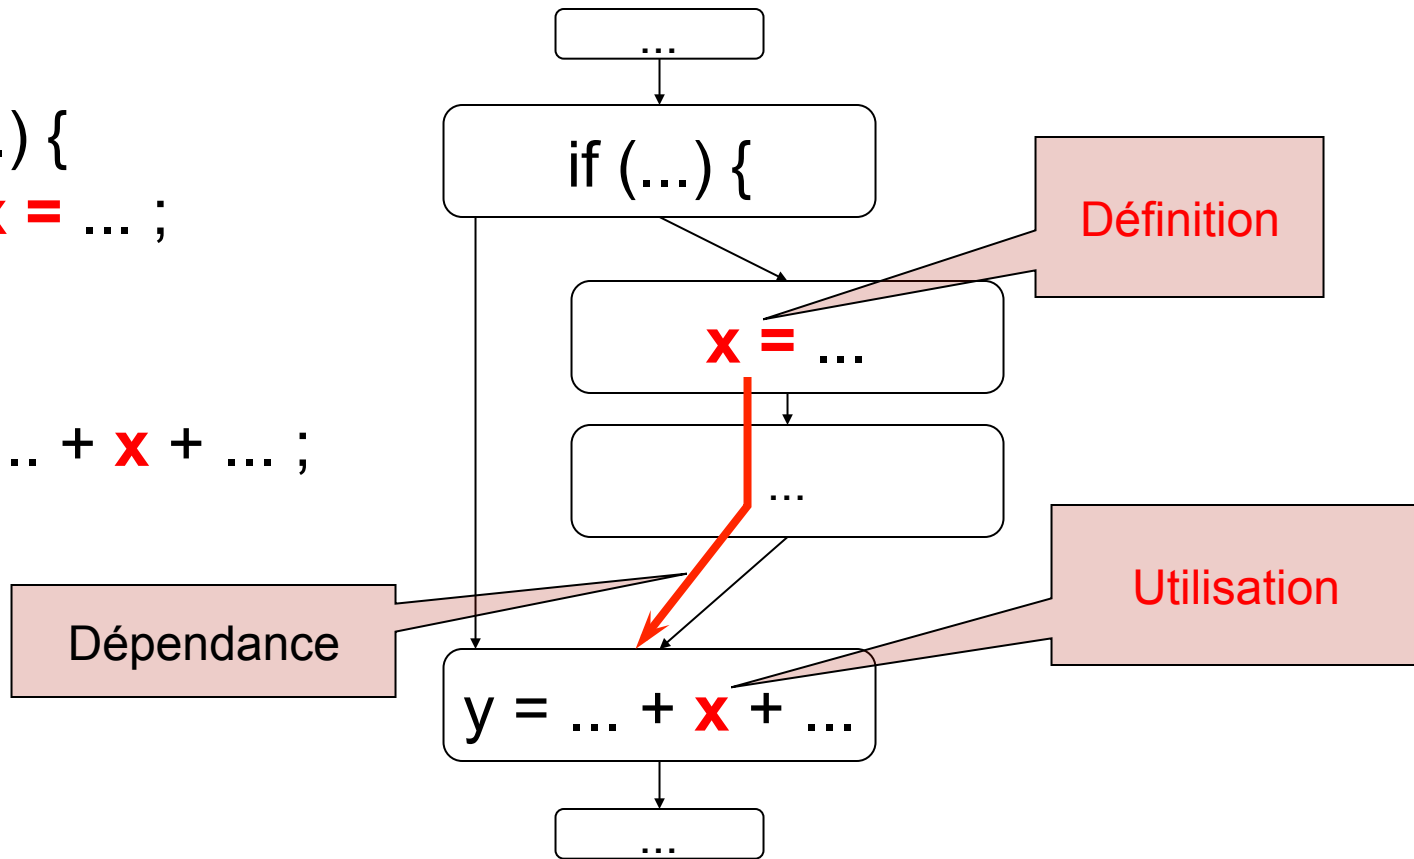 ...
.) {
if (...) {
x = ... ;
Définition
x = ...
.. + x + ... ;
...
Utilisation
Dépendance
y = ... + x + ...
...